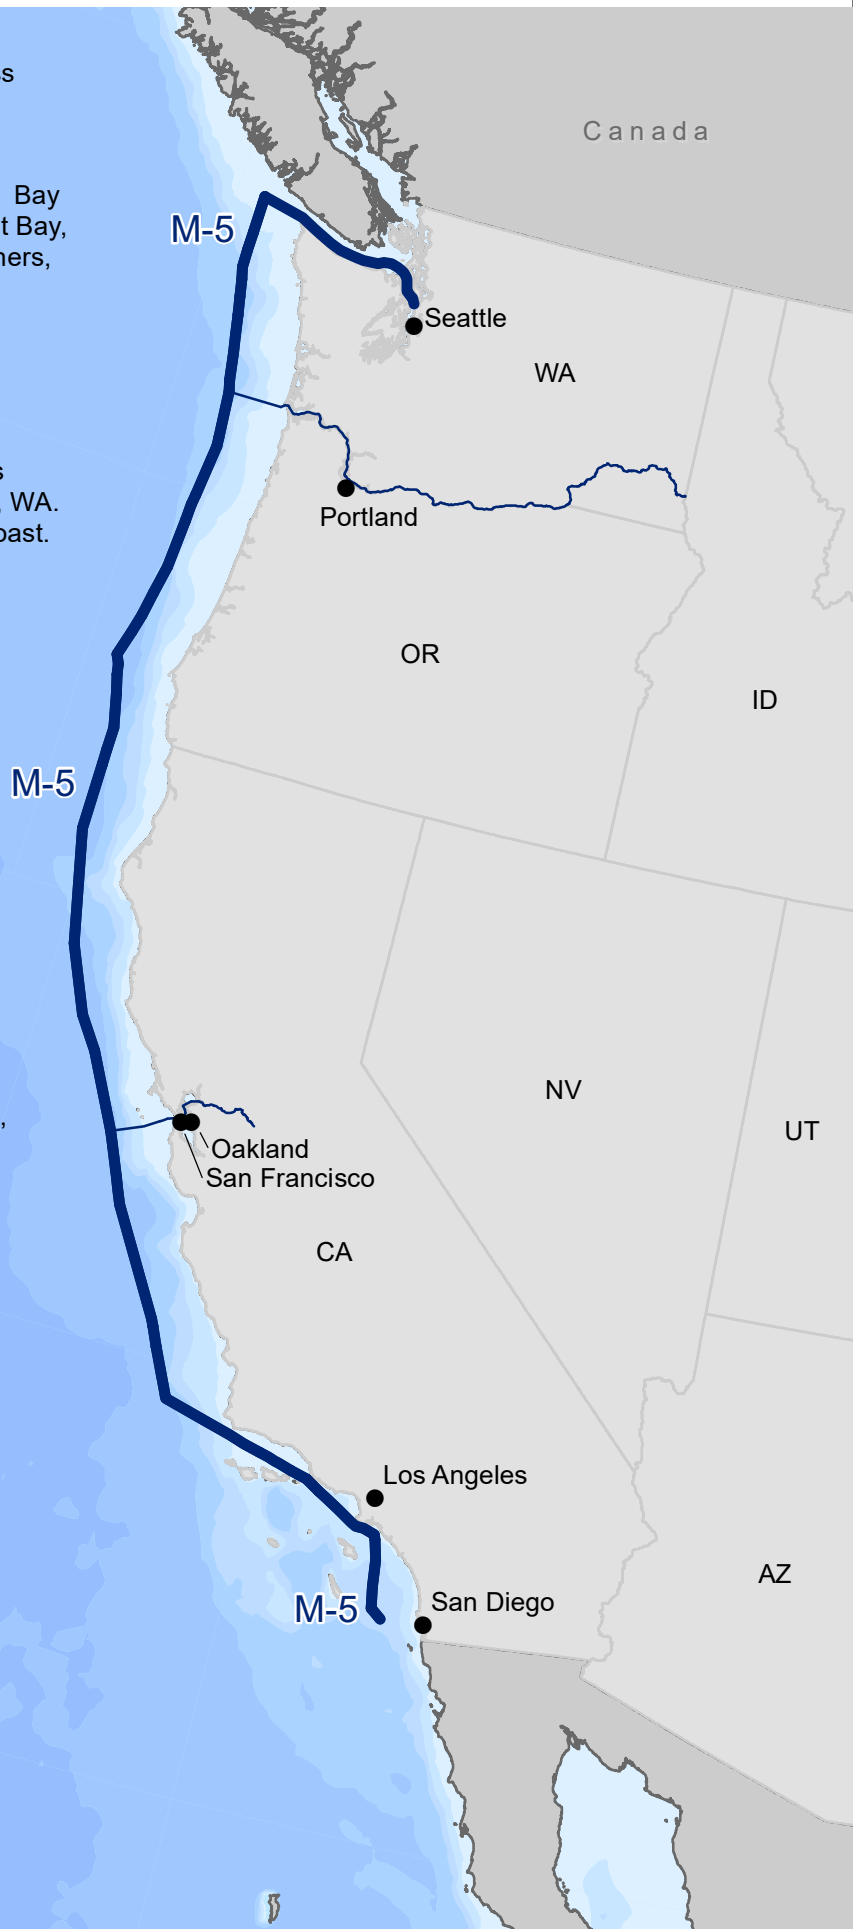 Canada
Bay
M-5
t Bay,
Seattle
WA
, WA.
Portland
oast.
OR
ID
M-5
NV
UT
Oakland
San Francisco
CA
Los Angeles
AZ
San Diego
M-5